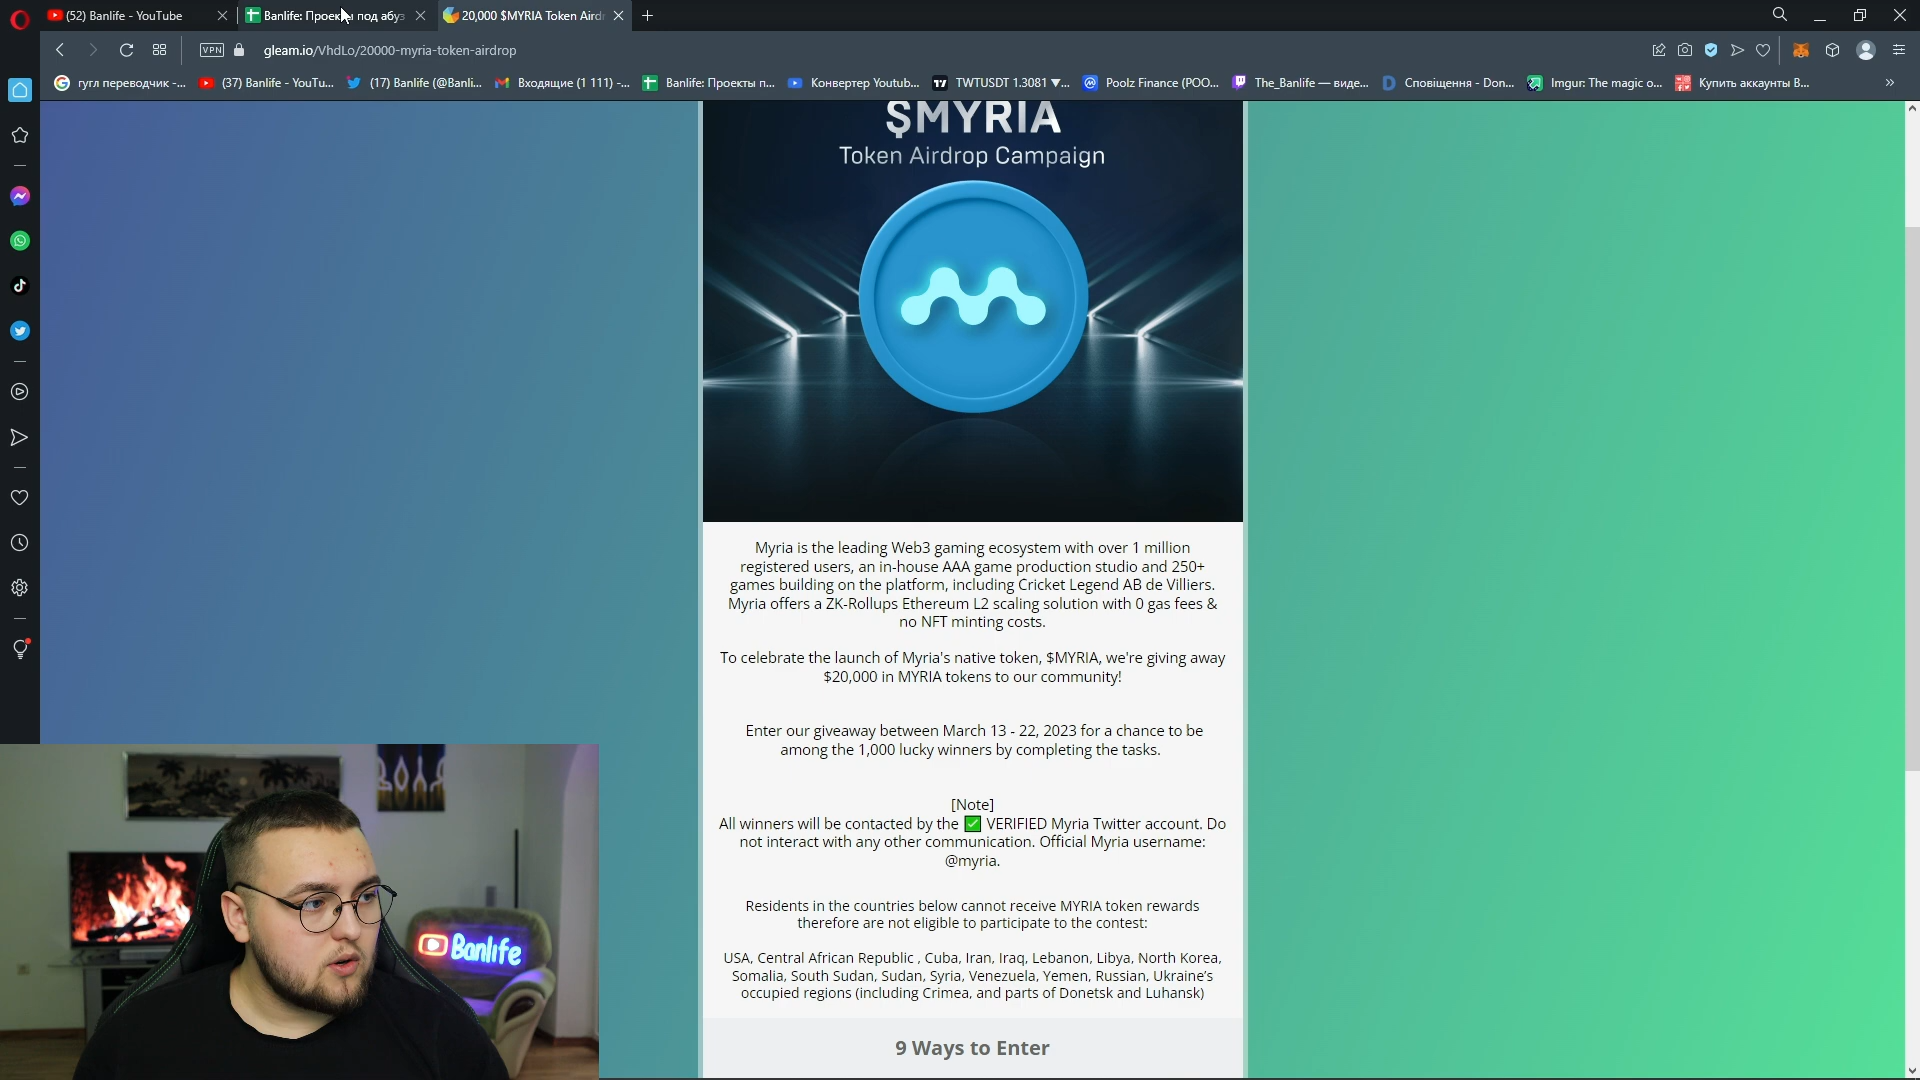 (52) Banlife - YouTube
Banlife: Проекты под абуз
20,000 $MYRIA Token Aird
VPN
gleam.io/VhdLo/20000-myria-token-airdrop
гугл переводчик -...
(37) Banlife - YouTu...
(17) Banlife (@Banli...
Входящие (1 111) -...
Banlife: Проекты п...
Конвертер Youtub...
TWTUSDT 1.3081 ▼...
Poolz Finance (POO...
The_Banlife — виде...
Сповіщення - Don...
Imgur: The magic o...
Купить аккаунты В...
$MYRIA
Token Airdrop Campaign
Myria is the leading Web3 gaming ecosystem with over 1 million
registered users, an in-house AAA game production studio and 250+
games building on the platform, including Cricket Legend AB de Villiers.
Myria offers a ZK-Rollups Ethereum L2 scaling solution with 0 gas fees &
no NFT minting costs.
To celebrate the launch of Myria's native token, $MYRIA, we're giving away
$20,000 in MYRIA tokens to our community!
Enter our giveaway between March 13 - 22, 2023 for a chance to be
among the 1,000 lucky winners by completing the tasks.
[Note]
All winners will be contacted by the ✅ VERIFIED Myria Twitter account. Do
not interact with any other communication. Official Myria username:
@myria.
Residents in the countries below cannot receive MYRIA token rewards
therefore are not eligible to participate to the contest:
USA, Central African Republic , Cuba, Iran, Iraq, Lebanon, Libya, North Korea,
Somalia, South Sudan, Sudan, Syria, Venezuela, Yemen, Russian, Ukraine’s
occupied regions (including Crimea, and parts of Donetsk and Luhansk)
9 Ways to Enter
Banlife